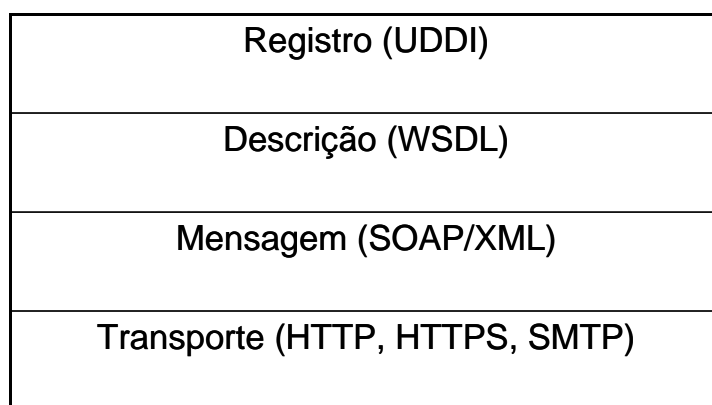 Registro (UDDI)
Descrição (WSDL)
Mensagem (SOAP/XML)
Transporte (HTTP, HTTPS, SMTP)